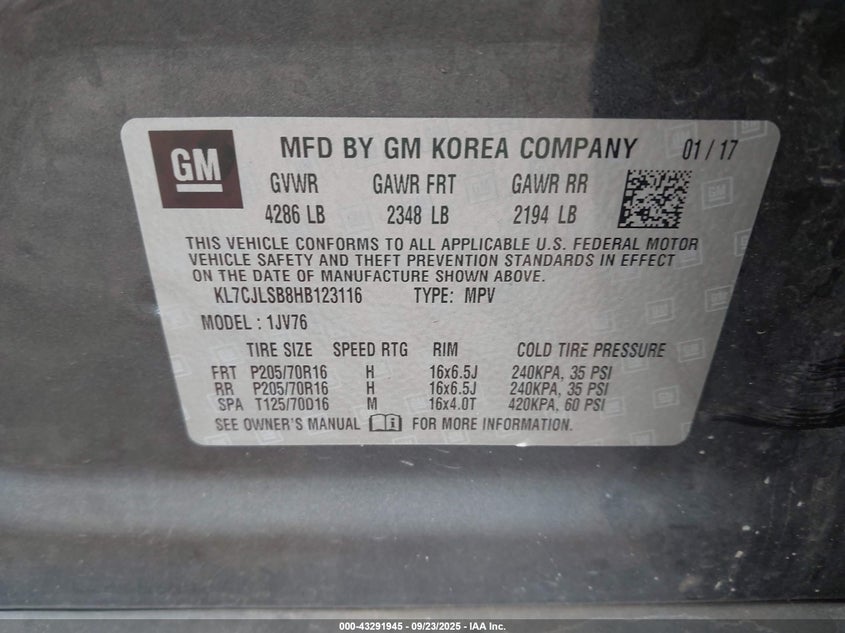 GM
MFD BY GM KOREA COMPANY 01 / 17
GVWR GAWR FRT GAWR RR
4286 LB 2348 LB 2194 LB
THIS VEHICLE CONFORMS TO ALL APPLICABLE U.S. FEDERAL MOTOR
VEHICLE SAFETY AND THEFT PREVENTION STANDARDS IN EFFECT
ON THE DATE OF MANUFACTURE SHOWN ABOVE.
KL7CJLSB8HB123116 TYPE: MPV
MODEL : 1JV76
TIRE SIZE SPEED RTG RIM COLD TIRE PRESSURE
FRT P205/70R16 H 16x6.5J 240KPA, 35 PSI
RR P205/70R16 H 16x6.5J 240KPA, 35 PSI
SPA T125/70D16 M 16x4.0T 420KPA, 60 PSI
SEE OWNER'S MANUAL FOR MORE INFORMATION.
000-43291945 - 09/23/2025 - IAA Inc.